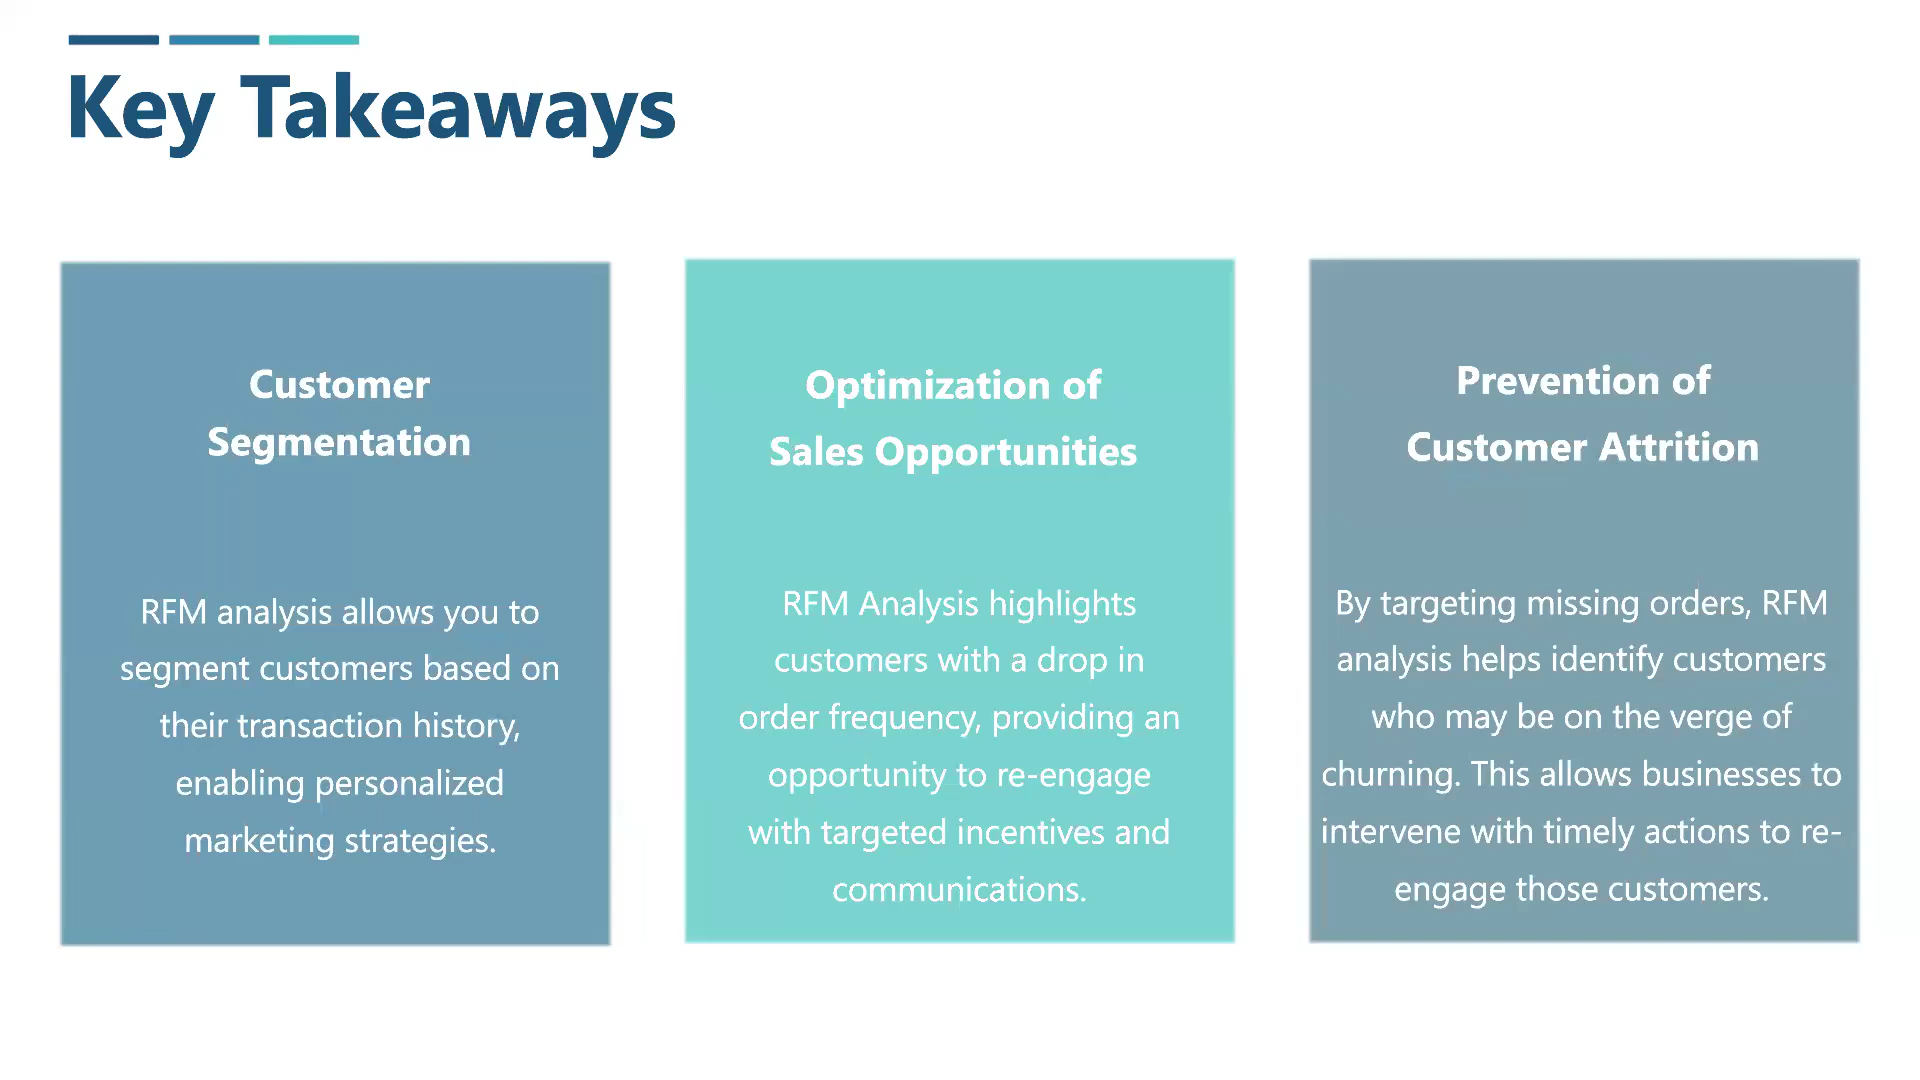 Key Takeaways
Customer
Segmentation
RFM analysis allows you to
segment customers based on
their transaction history,
enabling personalized
marketing strategies.
Optimization of
Sales Opportunities
RFM Analysis highlights
customers with a drop in
order frequency, providing an
opportunity to re-engage
with targeted incentives and
communications.
Prevention of
Customer Attrition
By targeting missing orders, RFM
analysis helps identify customers
who may be on the verge of
churning. This allows businesses to
intervene with timely actions to re-
engage those customers.